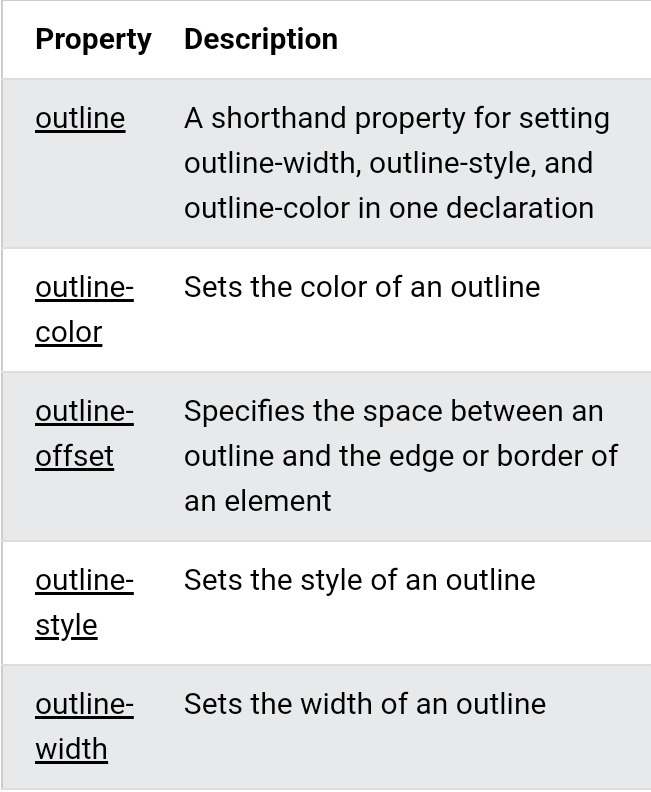 Property Description
outline A shorthand property for setting
outline-width, outline-style, and
outline-color in one declaration
outline- Sets the color of an outline
color
outline- Specifies the space between an
offset outline and the edge or border of
an element
outline- Sets the style of an outline
style
outline- Sets the width of an outline
width